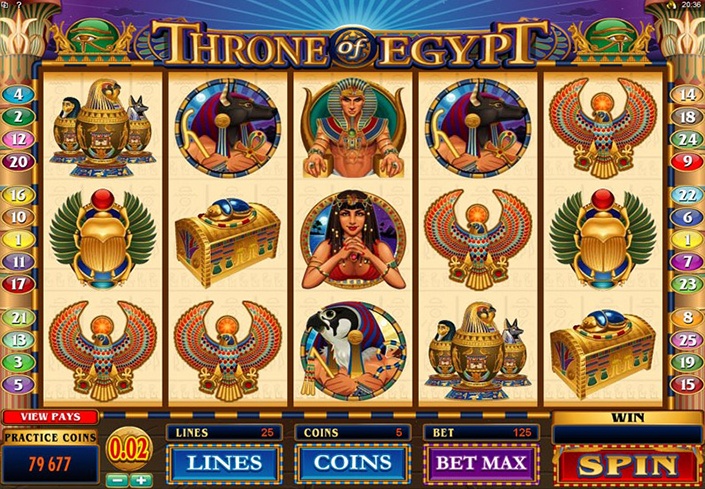 ?
20:36
THRONE of EGYPT
4
2
12
20
16
10
1
11
17
21
13
3
5
14
18
24
9
22
6
1
7
23
8
25
19
15
VIEW PAYS
PRACTICE COINS
79 677
0.02
LINES 25
LINES
COINS 5
COINS
BET 125
BET MAX
WIN
SPIN